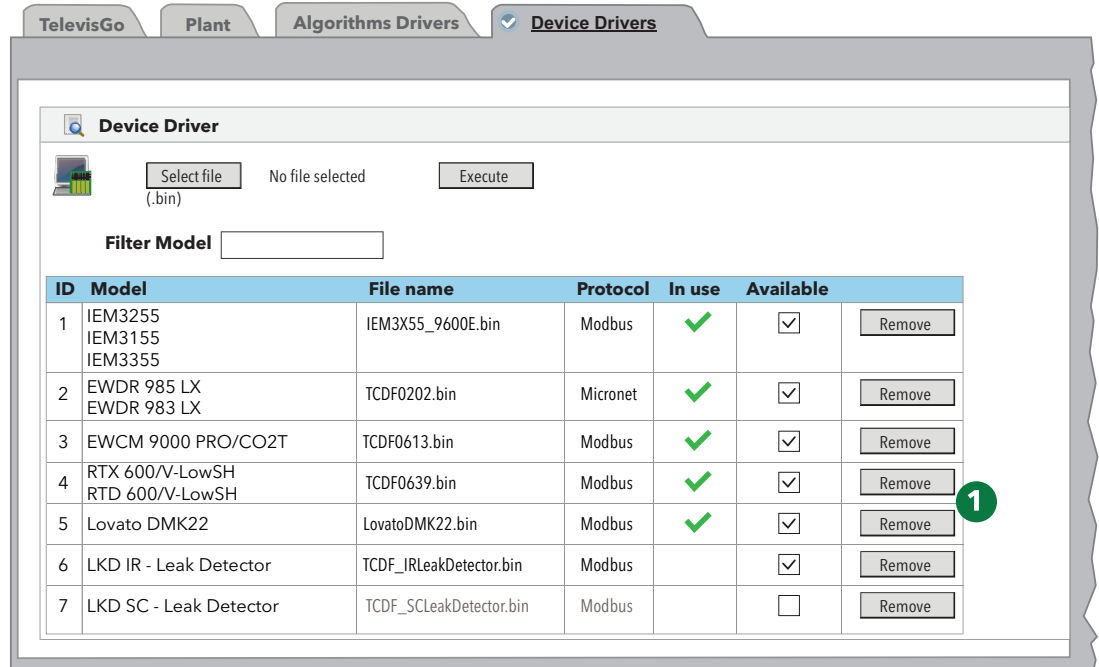 TelevisGo Plant Algorithms Drivers Device Drivers
Device Driver
Select file No file selected Execute
(.bin)
Filter Model
ID Model File name Protocol In use Available
1 IEM3255 IEM3X55_9600E.bin Modbus Remove
IEM3155
IEM3355
2 EWDR 985 LX TCDF0202.bin Micronet Remove
EWDR 983 LX
3 EWCM 9000 PRO/CO2T TCDF0613.bin Modbus Remove
4 RTX 600/V-LowSH TCDF0639.bin Modbus Remove
RTD 600/V-LowSH
1
5 Lovato DMK22 LovatoDMK22.bin Modbus Remove
6 LKD IR - Leak Detector TCDF_IRLeakDetector.bin Modbus Remove
7 LKD SC - Leak Detector TCDF_SCLeakDetector.bin Modbus Remove